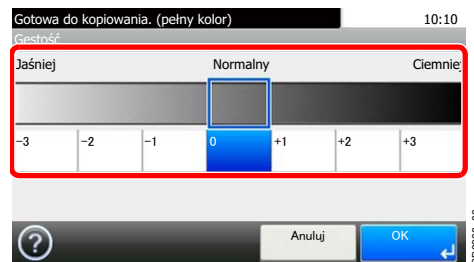 Gotowa do kopiowania. (pełny kolor) 10:10
Gęstość
Jaśniej Normalny Ciemniej
−3 −2 −1 0 +1 +2 +3
? Anuluj OK